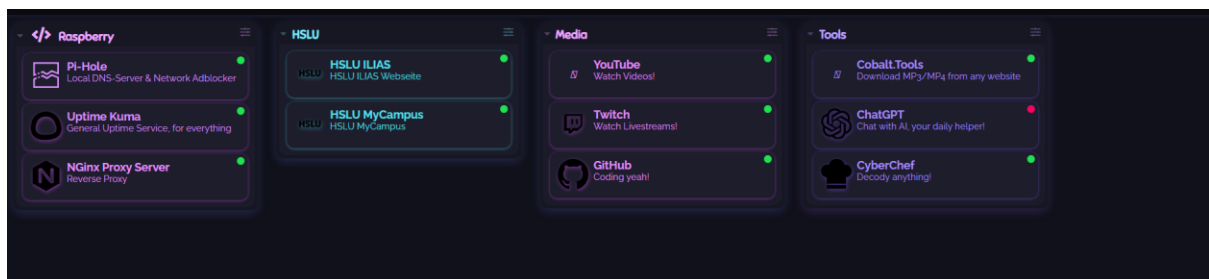 Raspberry
Pi-Hole
Local DNS-Server & Network Adblocker
Uptime Kuma
General Uptime Service, for everything
NGinx Proxy Server
Reverse Proxy
HSLU
HSLU
HSLU ILIAS
HSLU ILIAS Webseite
HSLU
HSLU MyCampus
HSLU MyCampus
Media
YouTube
Watch Videos!
Twitch
Watch Livestreams!
GitHub
Coding yeah!
Tools
Cobalt.Tools
Download MP3/MP4 from any website
ChatGPT
Chat with AI, your daily helper!
CyberChef
Decody anything!